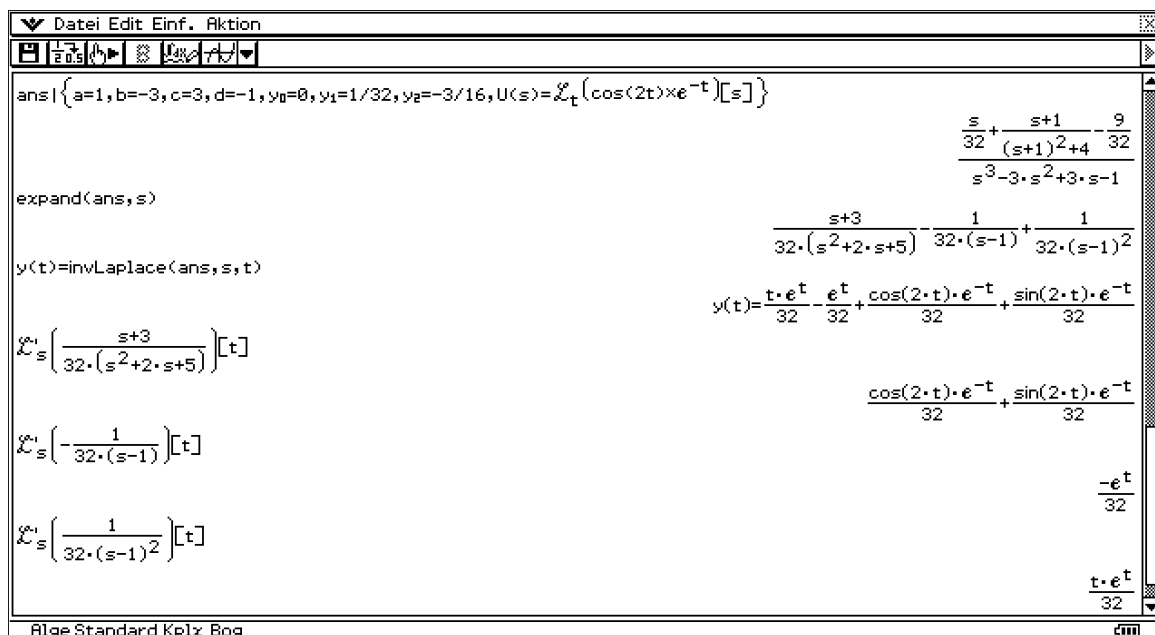 Datei Edit Einf. Aktion
ans|{a=1,b=-3,c=3,d=-1,y₀=0,y₁=1/32,y₂=-3/16,U(s)=ℒₜ(cos(2t)×e^(-t))[s]}
(s/32+(s+1)/((s+1)^2+4)-9/32)/(s^3-3·s^2+3·s-1)
expand(ans,s)
(s+3)/(32·(s^2+2·s+5))-1/(32·(s-1))+1/(32·(s-1)^2)
y(t)=invLaplace(ans,s,t)
y(t)=t·e^t/32-e^t/32+cos(2·t)·e^(-t)/32+sin(2·t)·e^(-t)/32
ℒ'ₛ((s+3)/(32·(s^2+2·s+5)))[t]
cos(2·t)·e^(-t)/32+sin(2·t)·e^(-t)/32
ℒ'ₛ(-1/(32·(s-1)))[t]
-e^t/32
ℒ'ₛ(1/(32·(s-1)^2))[t]
t·e^t/32
Alge Standard Kplx Bog